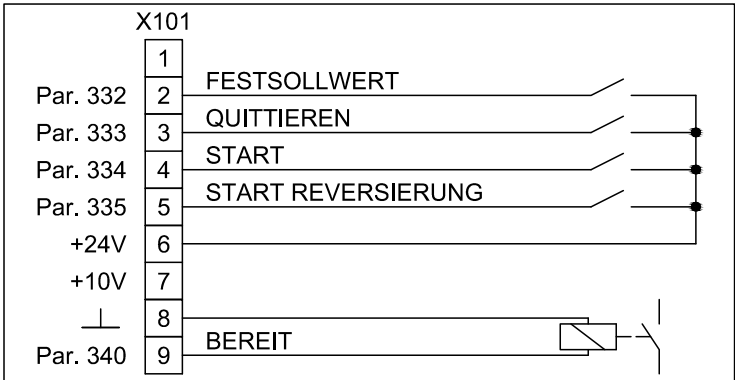 X101
1
Par. 332 2 FESTSOLLWERT
Par. 333 3 QUITTIEREN
Par. 334 4 START
Par. 335 5 START REVERSIERUNG
+24V 6
+10V 7
8
Par. 340 9 BEREIT